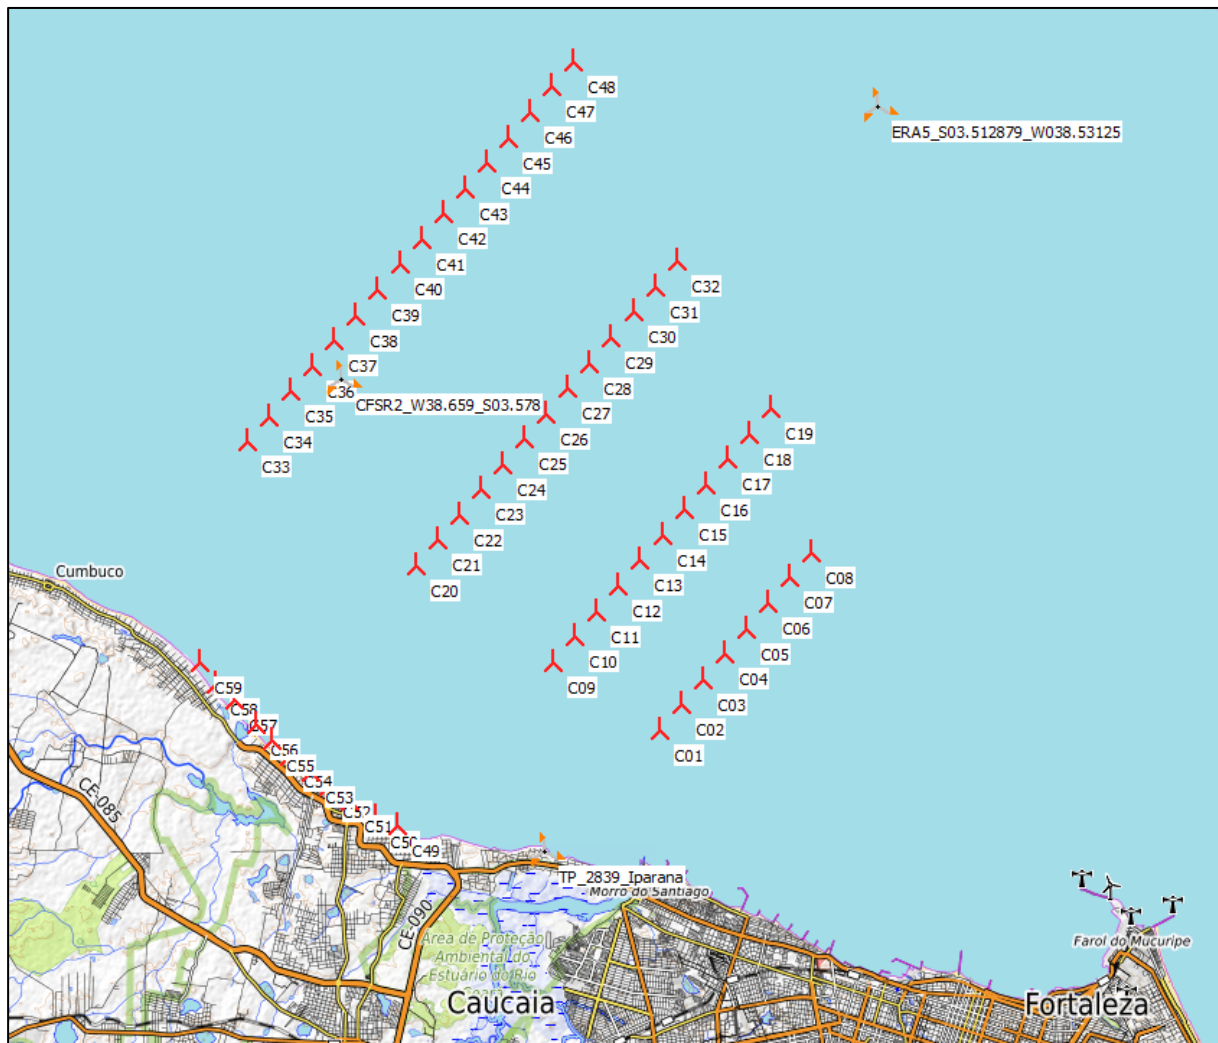 C48
C47
ERA5_S03.512879_W038.53125
C46
C45
C44
C43
C42
C41
C32
C40
C31
C39
C30
C38
C29
C37
C28
C36
CFSR2_W38.659_S03.578
C27
C35
C19
C26
C34
C18
C25
C33
C17
C24
C16
C23
C15
C22
C14
C21
Cumbuco
C08
C13
C20
C07
C12
C06
C11
C05
C10
C04
C59
C09
C03
C58
C02
C57
C56
C01
C55
C54
C53
CE-085
C52
C51
C50
C49
TP_2839_Iparana
Morro do Santiago
CE-090
Área de Proteção
Ambiental do
Estuário do Rio
Ceará
Farol do Mucuripe
Caucaia
Fortaleza